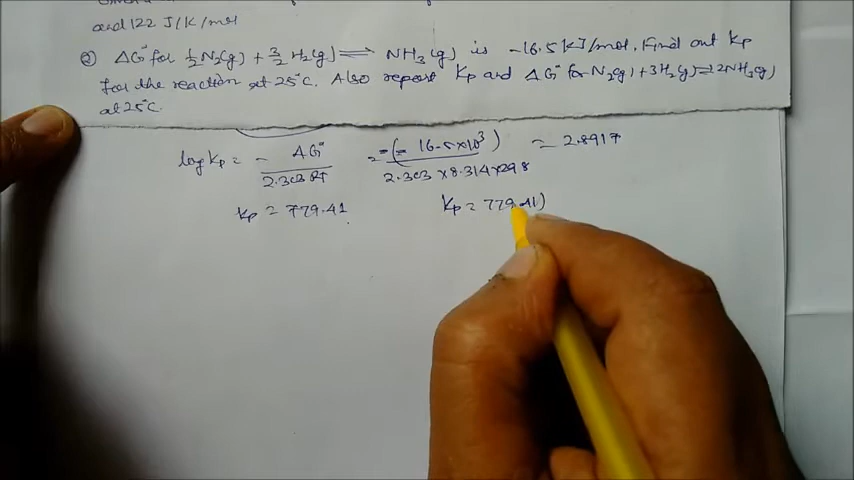 and 122 J/K/mol
② ΔG° for ½N₂(g) + 3/2 H₂(g) ⇌ NH₃(g) is -16.5 kJ/mol. Find out Kp
for the reaction at 25°C. Also report Kp and ΔG° for N₂(g) + 3H₂(g) ⇌ 2NH₃(g)
at 25°C.
log Kp = - ΔG° / 2.303 RT = -(-16.5×10³) / 2.303×8.314×298 = 2.8917
Kp = 779.41 Kp = 779.41)